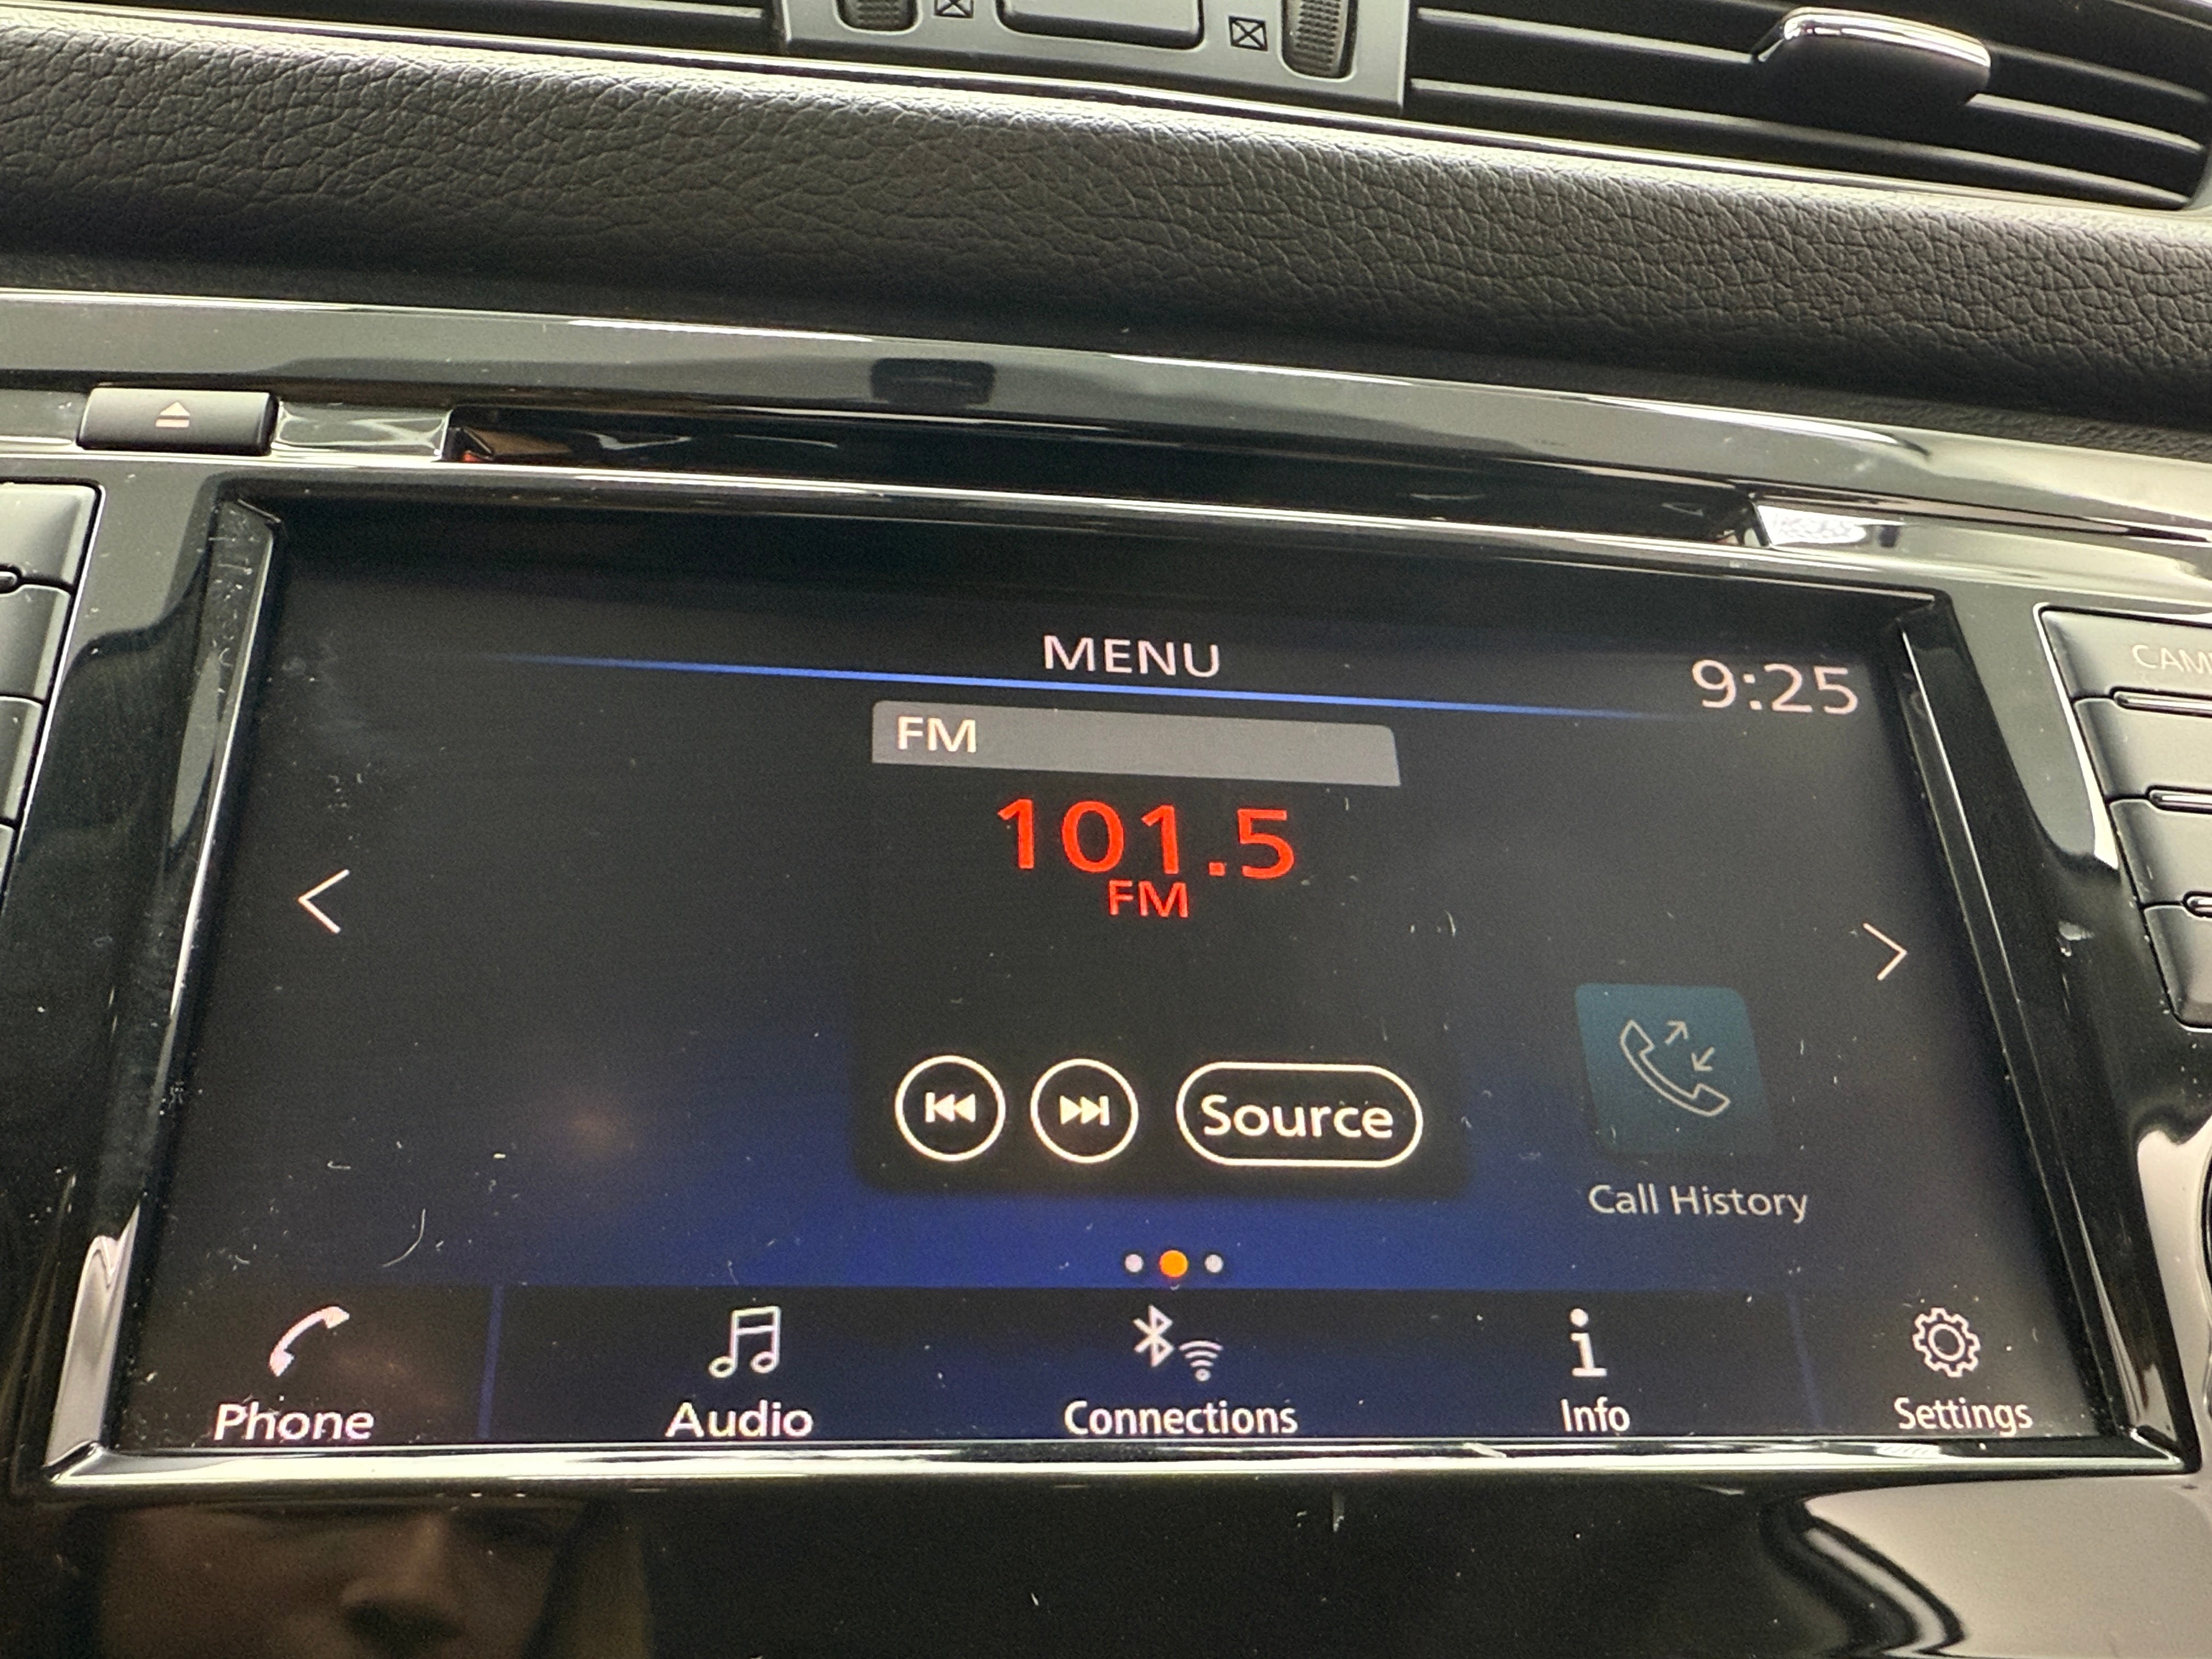 MENU
9:25
FM
101.5
FM
Source
Call History
Phone
Audio
Connections
Info
Settings